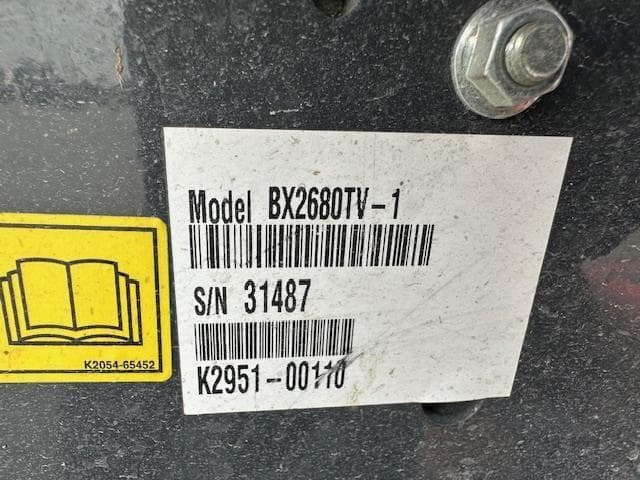 Model BX2680TV-1
S/N 31487
K2951-00110
K2054-65452